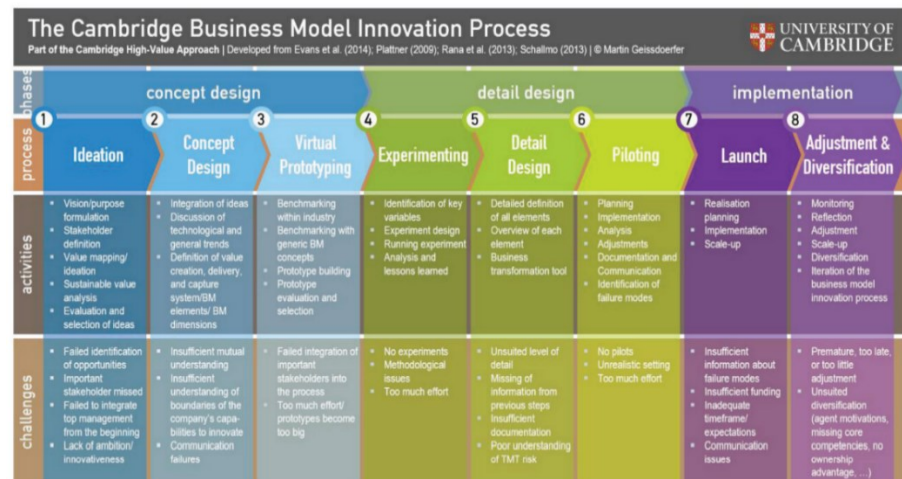 The Cambridge Business Model Innovation Process
Part of the Cambridge High-Value Approach | Developed from Evans et al. (2014); Plattner (2009); Rana et al. (2013); Schallmo (2013) | © Martin Geissdoerfer
UNIVERSITY OF
CAMBRIDGE
phases
concept design
detail design
implementation
process
1
Ideation
2
Concept
Design
3
Virtual
Prototyping
4
Experimenting
5
Detail
Design
6
Piloting
7
Launch
8
Adjustment &
Diversification
activities
▪ Vision/purpose
formulation
▪ Stakeholder
definition
▪ Value mapping/
ideation
▪ Sustainable value
analysis
▪ Evaluation and
selection of ideas
▪ Integration of ideas
▪ Discussion of
technological and
general trends
▪ Definition of value
creation, delivery,
and capture
system/BM
elements/ BM
dimensions
▪ Benchmarking
within industry
▪ Benchmarking with
generic BM
concepts
▪ Prototype building
▪ Prototype
evaluation and
selection
▪ Identification of key
variables
▪ Experiment design
▪ Running experiment
▪ Analysis and
lessons learned
▪ Detailed definition
of all elements
▪ Overview of each
element
▪ Business
transformation tool
▪ Planning
▪ Implementation
▪ Analysis
▪ Adjustments
▪ Documentation and
Communication
▪ Identification of
failure modes
▪ Realisation
planning
▪ Implementation
▪ Scale-up
▪ Monitoring
▪ Reflection
▪ Adjustment
▪ Scale-up
▪ Diversification
▪ Iteration of the
business model
innovation process
challenges
▪ Failed identification
of opportunities
▪ Important
stakeholder missed
▪ Failed to integrate
top management
from the beginning
▪ Lack of ambition/
innovativeness
▪ Insufficient mutual
understanding
▪ Insufficient
understanding of
boundaries of the
company's capa-
bilities to innovate
▪ Communication
failures
▪ Failed integration of
important
stakeholders into
the process
▪ Too much effort/
prototypes become
too big
▪ No experiments
▪ Methodological
issues
▪ Too much effort
▪ Unsuited level of
detail
▪ Missing of
information from
previous steps
▪ Insufficient
documentation
▪ Poor understanding
of TMT risk
▪ No pilots
▪ Unrealistic setting
▪ Too much effort
▪ Insufficient
information about
failure modes
▪ Insufficient funding
▪ Inadequate
timeframe/
expectations
▪ Communication
issues
▪ Premature, too late,
or too little
adjustment
▪ Unsuited
diversification
(agent motivations,
missing core
competencies, no
ownership
advantage, …)